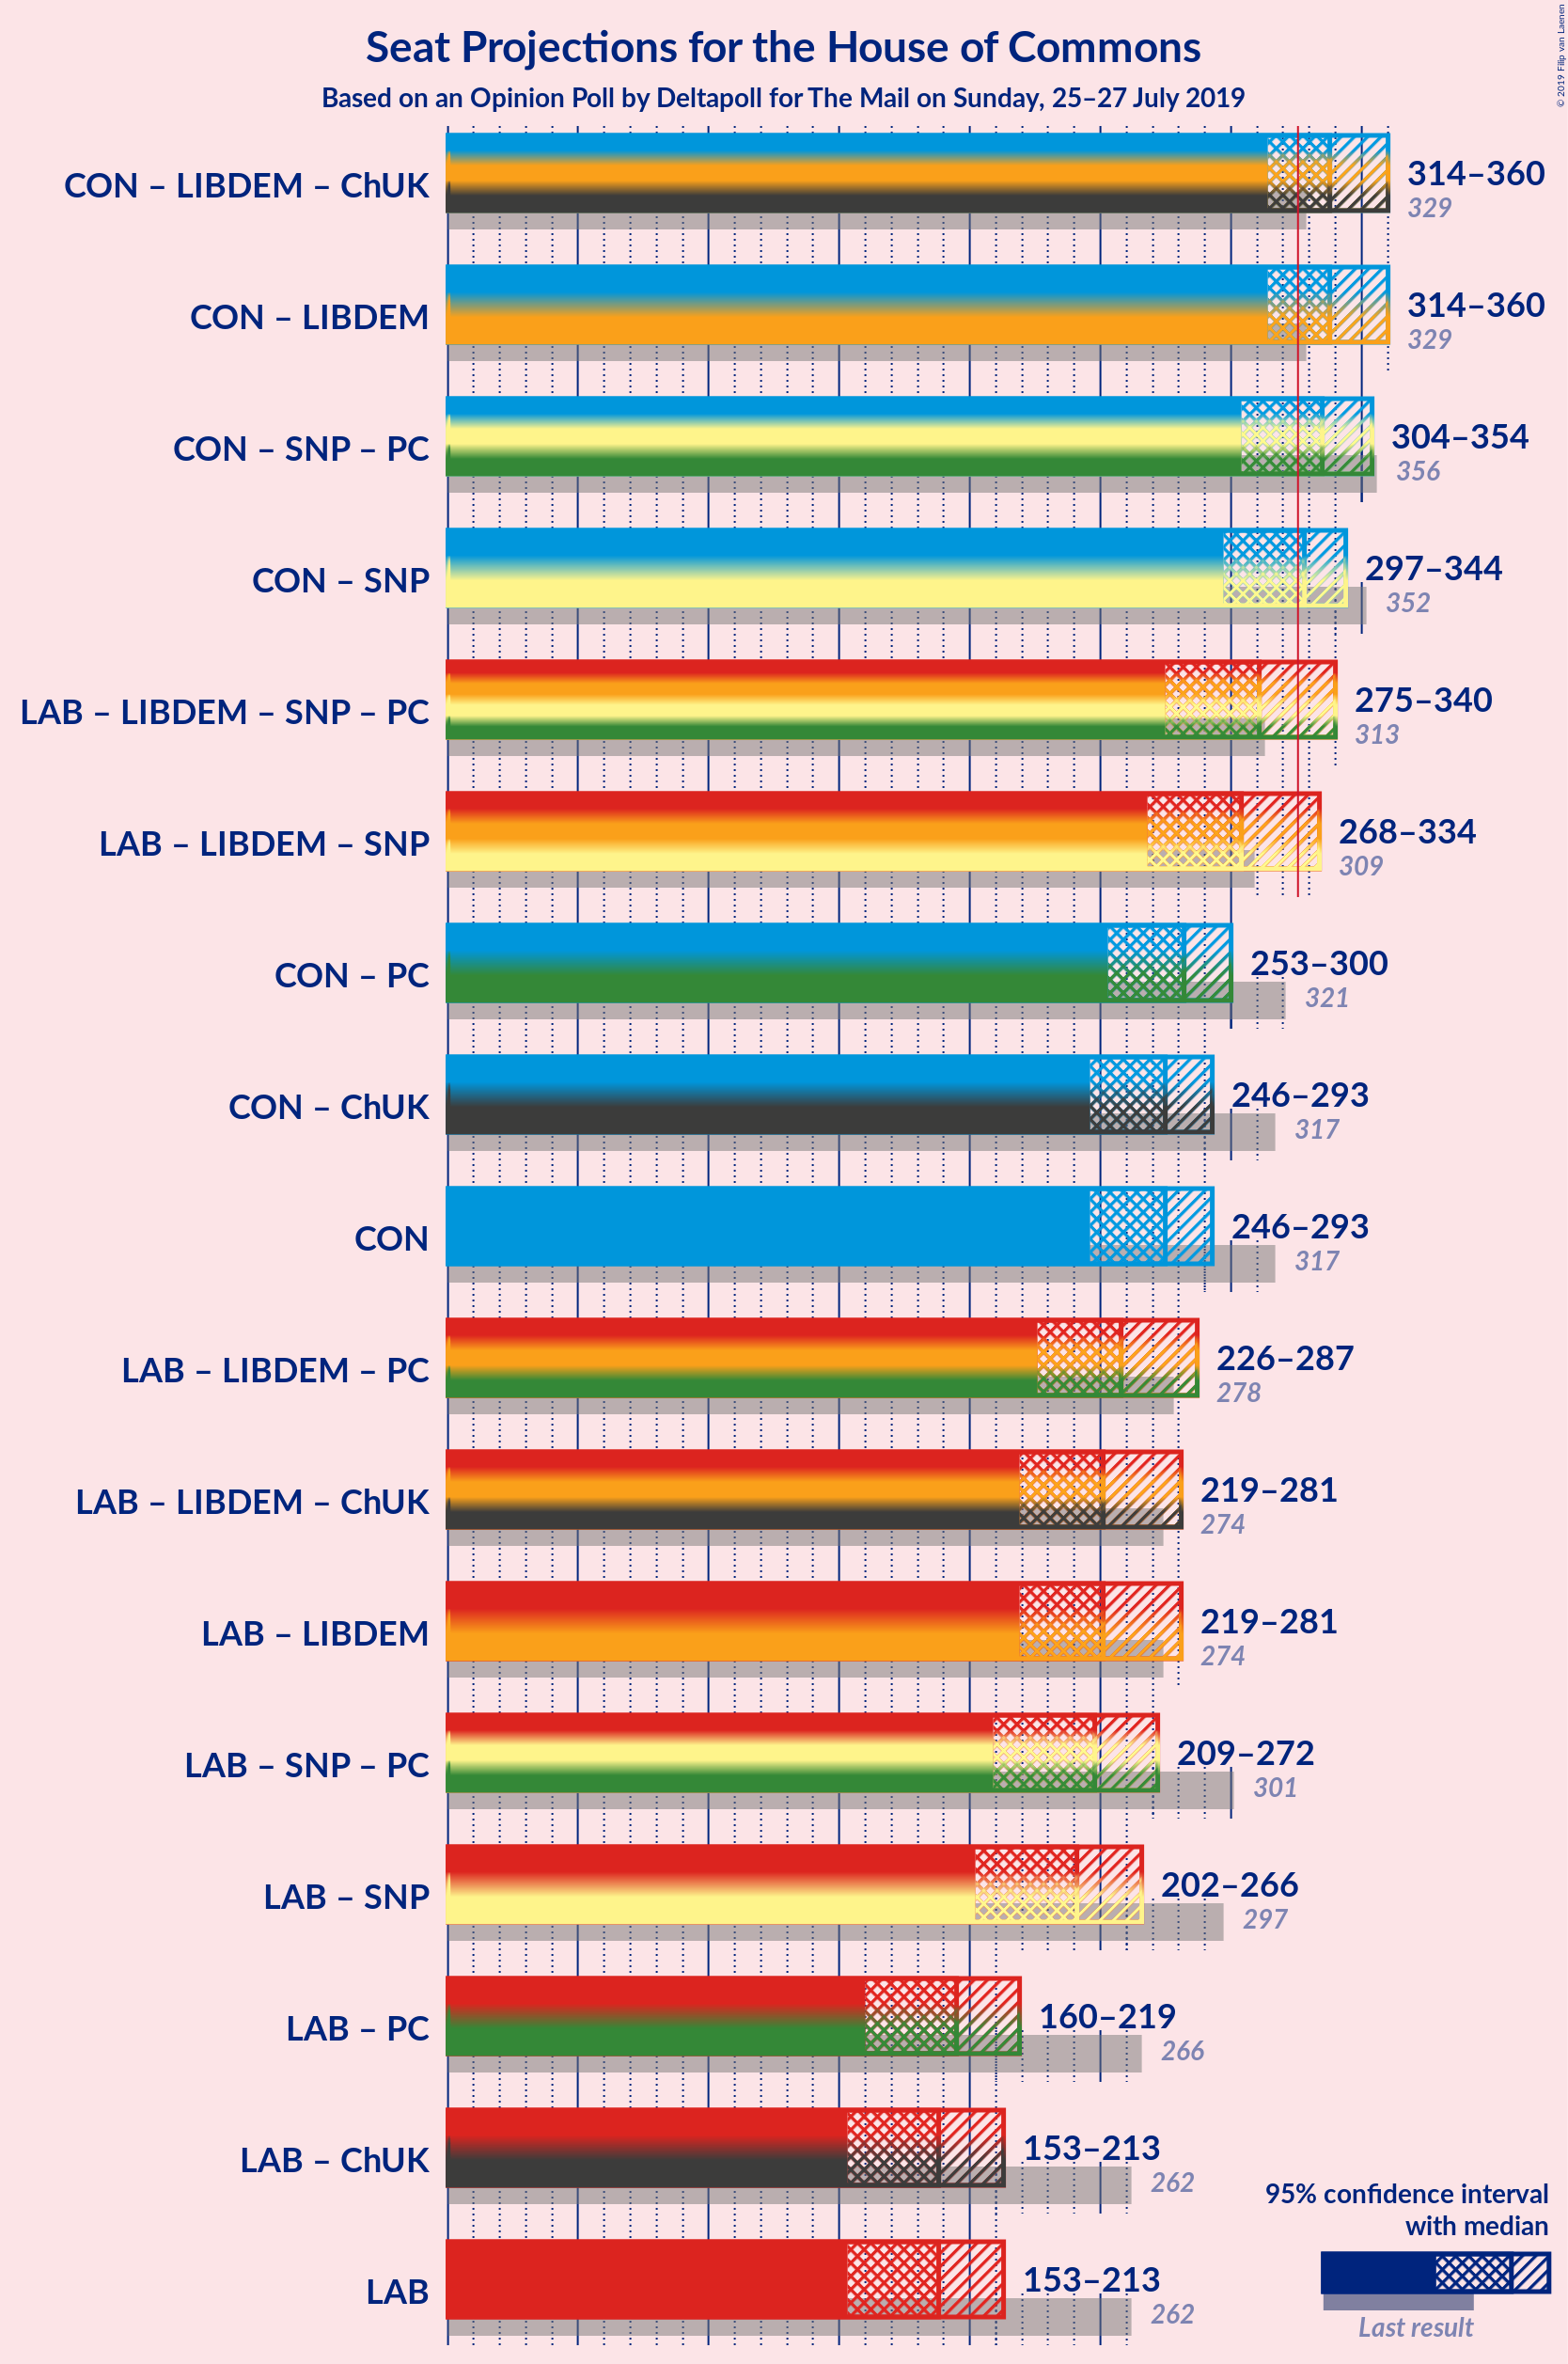 Seat Projections for the House of Commons
Based on an Opinion Poll by Deltapoll for The Mail on Sunday, 25–27 July 2019
© 2019 Filip van Laenen
CON – LIBDEM – ChUK
314–360
329
CON – LIBDEM
314–360
329
CON – SNP – PC
304–354
356
CON – SNP
297–344
352
LAB – LIBDEM – SNP – PC
275–340
313
LAB – LIBDEM – SNP
268–334
309
CON – PC
253–300
321
CON – ChUK
246–293
317
CON
246–293
317
LAB – LIBDEM – PC
226–287
278
LAB – LIBDEM – ChUK
219–281
274
LAB – LIBDEM
219–281
274
LAB – SNP – PC
209–272
301
LAB – SNP
202–266
297
LAB – PC
160–219
266
LAB – ChUK
153–213
262
LAB
153–213
262
95% confidence interval
with median
Last result